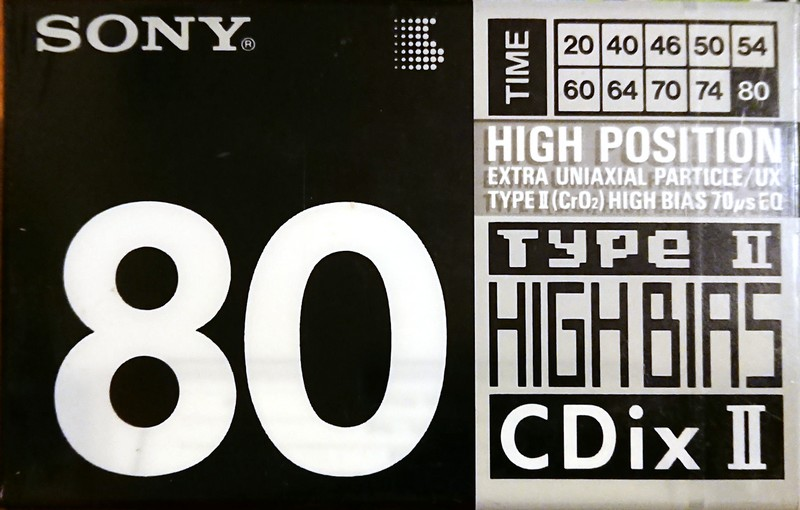 SONY®
TIME
20 40 46 50 54
60 64 70 74 80
HIGH POSITION
EXTRA UNIAXIAL PARTICLE/UX
TYPE II (CrO₂) HIGH BIAS 70μs EQ
80
TYPe II
HIGH BIAS
CDix II